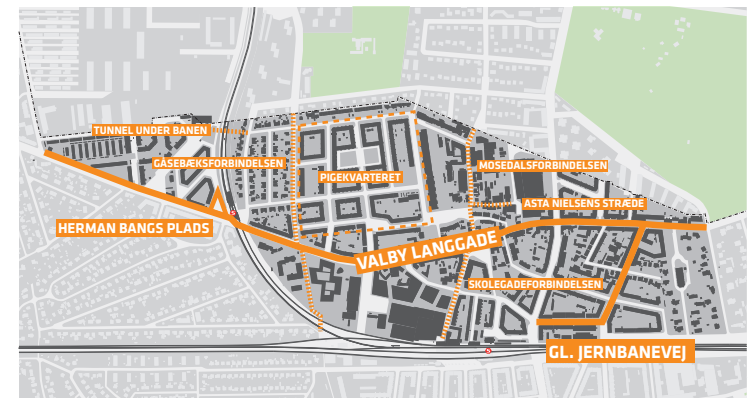 TUNNEL UNDER BANEN
GÅSEBÆKSFORBINDELSEN
PIGEKVARTERET
MOSEDALSFORBINDELSEN
ASTA NIELSENS STRÆDE
HERMAN BANGS PLADS
VALBY LANGGADE
SKOLEGADEFORBINDELSEN
GL. JERNBANEVEJ